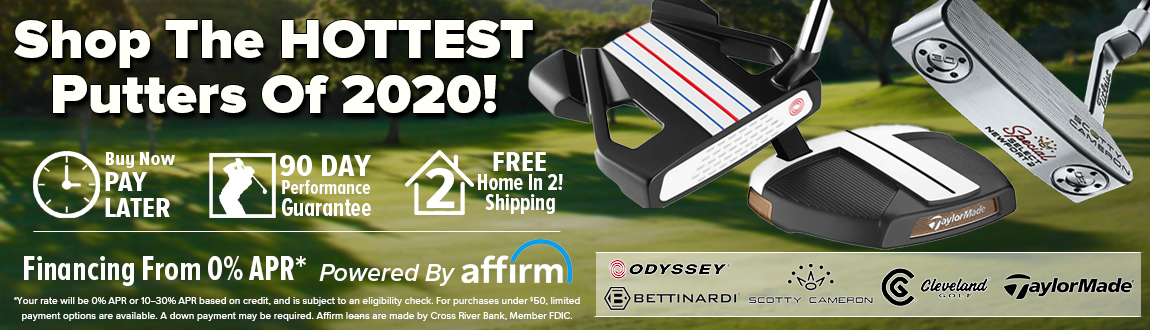 Shop The HOTTEST
Putters Of 2020!
Buy Now
PAY
LATER
90 DAY
Performance
Guarantee
2
FREE
Home In 2!
Shipping
Financing From 0% APR* Powered By affirm
*Your rate will be 0% APR or 10–30% APR based on credit, and is subject to an eligibility check. For purchases under $50, limited
payment options are available. A down payment may be required. Affirm loans are made by Cross River Bank, Member FDIC.
20
Titleist
SCOTTY
CAMERON
Special
SELECT
NEWPORT 2
TaylorMade
ODYSSEY
BETTINARDI
SCOTTY CAMERON
Cleveland
GOLF
TaylorMade